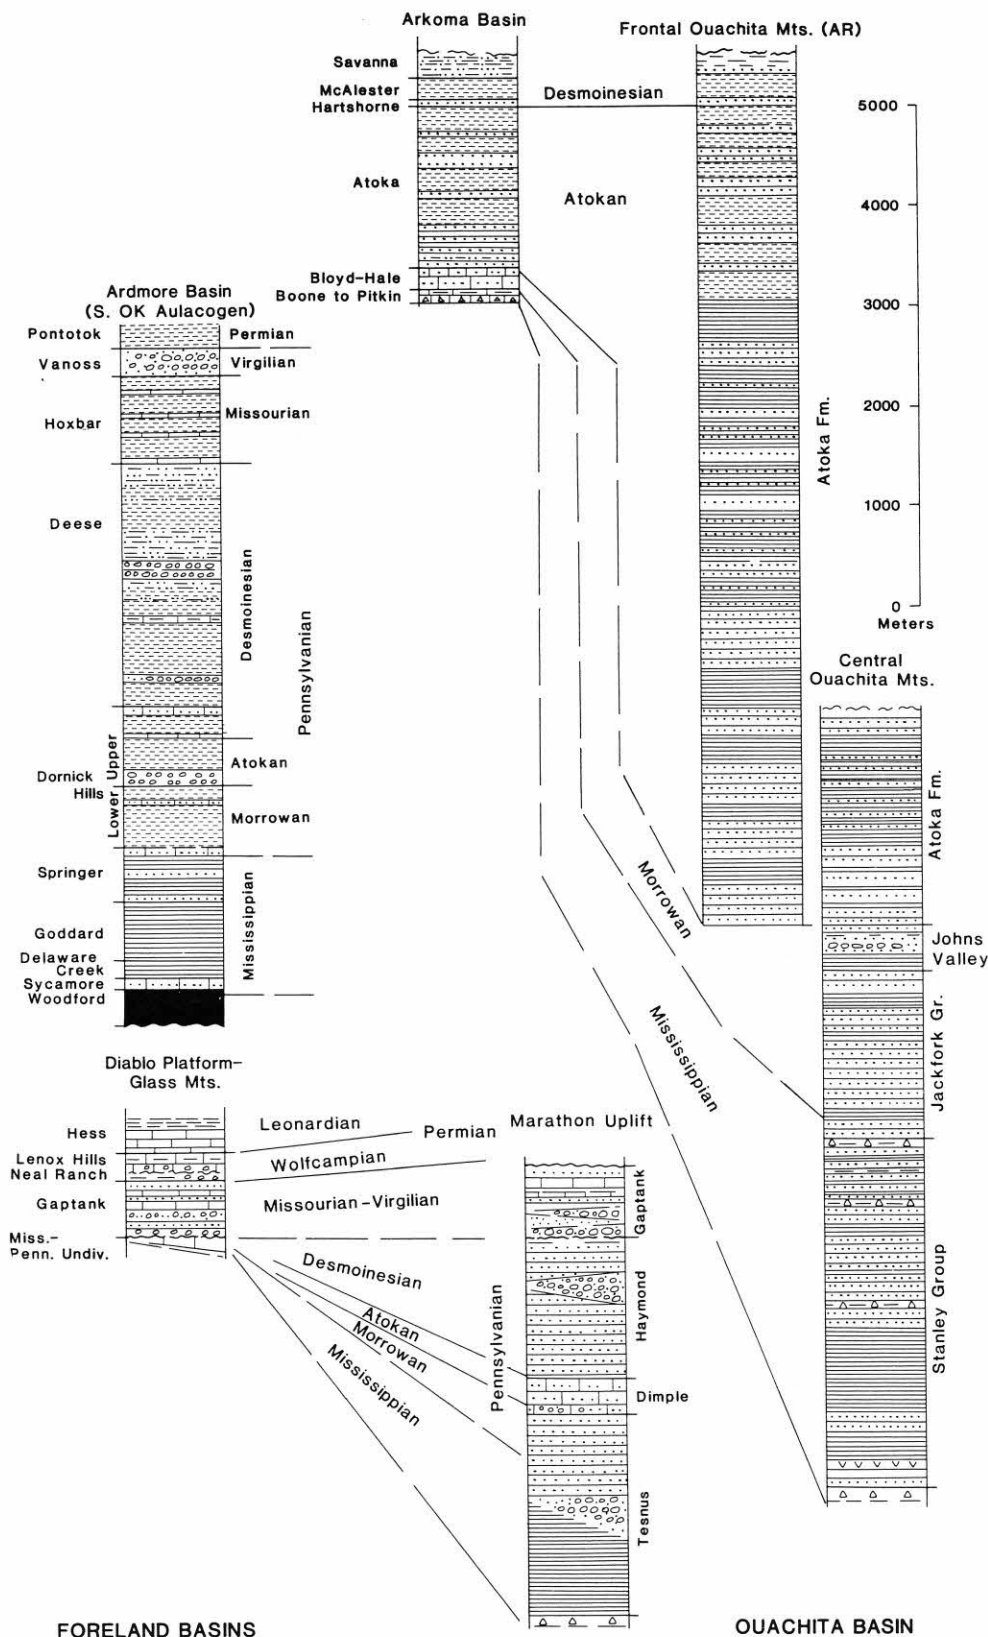 Arkoma Basin
Savanna
McAlester
Hartshorne
Atoka
Bloyd-Hale
Boone to Pitkin
Desmoinesian
Atokan
Frontal Ouachita Mts. (AR)
Atoka Fm.
5000
4000
3000
2000
1000
0
Meters
Ardmore Basin
(S. OK Aulacogen)
Pontotok
Vanoss
Hoxbar
Deese
Upper
Dornick
Hills
Lower
Springer
Goddard
Delaware
Creek
Sycamore
Woodford
Permian
Virgilian
Missourian
Desmoinesian
Atokan
Morrowan
Pennsylvanian
Mississippian
Morrowan
Mississippian
Central
Ouachita Mts.
Atoka Fm.
Johns
Valley
Jackfork Gr.
Stanley Group
Diablo Platform-
Glass Mts.
Hess
Lenox Hills
Neal Ranch
Gaptank
Miss.-
Penn. Undiv.
Leonardian
Permian
Wolfcampian
Missourian-Virgilian
Desmoinesian
Atokan
Morrowan
Mississippian
Pennsylvanian
Marathon Uplift
Gaptank
Haymond
Dimple
Tesnus
FORELAND BASINS
OUACHITA BASIN